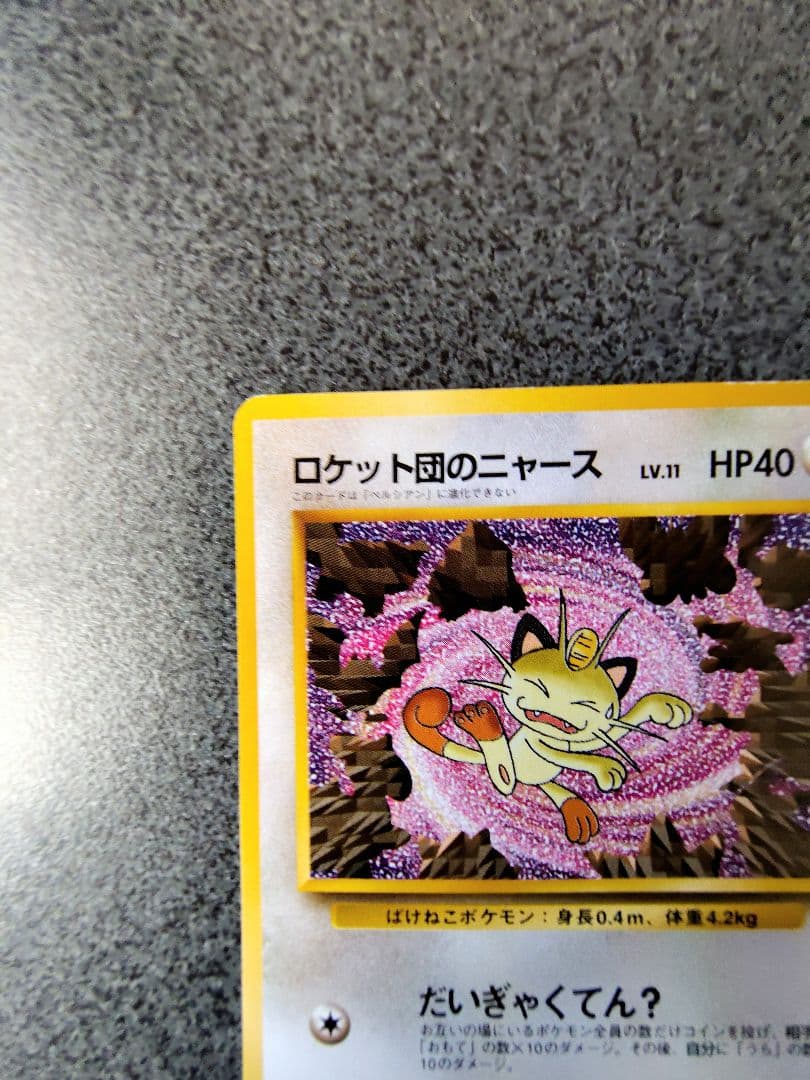 ロケット団のニャース LV.11 HP40
このカードは「ペルシアン」に進化できない
ばけねこポケモン：身長0.4m、体重4.2kg
だいぎゃくてん？
お互いの場にいるポケモン全員の数だけコインを投げ、相手
「おもて」の数×10のダメージ。その後、自分に「うら」の数
10のダメージ。